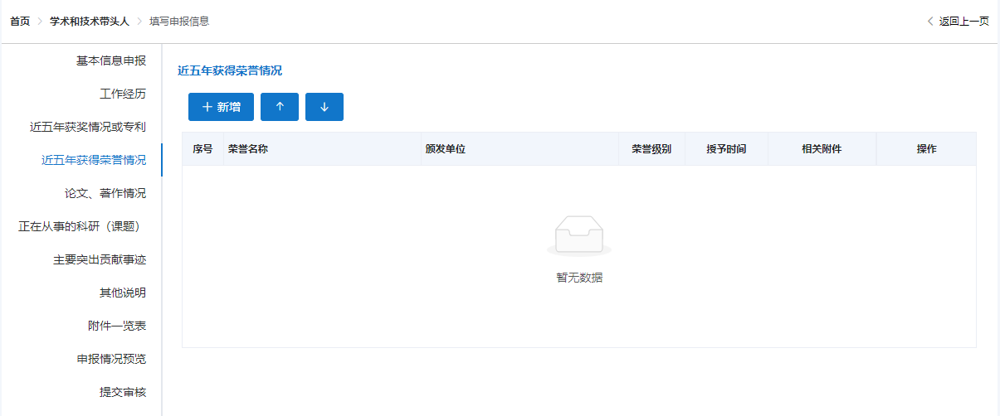 首页 > 学术和技术带头人 > 填写申报信息
< 返回上一页
基本信息申报
工作经历
近五年获奖情况或专利
近五年获得荣誉情况
论文、著作情况
正在从事的科研（课题）
主要突出贡献事迹
其他说明
附件一览表
申报情况预览
提交审核
近五年获得荣誉情况
+ 新增 ↑ ↓
序号 荣誉名称 颁发单位 荣誉级别 授予时间 相关附件 操作
暂无数据